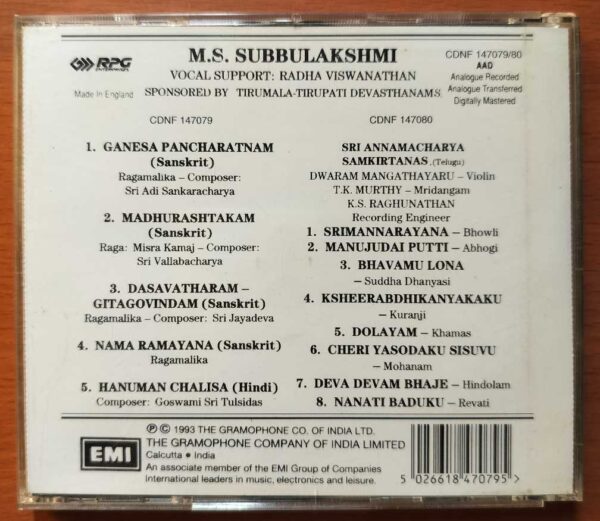 M.S. SUBBULAKSHMI
VOCAL SUPPORT: RADHA VISWANATHAN
SPONSORED BY TIRUMALA-TIRUPATI DEVASTHANAMS
RPG
Made In England
CDNF 147079/80
AAD
Analogue Recorded
Analogue Transferred
Digitally Mastered
CDNF 147079
1. GANESA PANCHARATNAM
(Sanskrit)
Ragamalika – Composer:
Sri Adi Sankaracharya
2. MADHURASHTAKAM
(Sanskrit)
Raga: Misra Kamaj – Composer:
Sri Vallabacharya
3. DASAVATHARAM –
GITAGOVINDAM (Sanskrit)
Ragamalika – Composer: Sri Jayadeva
4. NAMA RAMAYANA (Sanskrit)
Ragamalika
5. HANUMAN CHALISA (Hindi)
Composer: Goswami Sri Tulsidas
CDNF 147080
SRI ANNAMACHARYA
SAMKIRTANAS (Telugu)
DWARAM MANGATHAYARU – Violin
T.K. MURTHY – Mridangam
K.S. RAGHUNATHAN
Recording Engineer
1. SRIMANNARAYANA – Bhowli
2. MANUJUDAI PUTTI – Abhogi
3. BHAVAMU LONA
– Suddha Dhanyasi
4. KSHEERABDHIKANYAKAKU
– Kuranji
5. DOLAYAM – Khamas
6. CHERI YASODAKU SISUVU
– Mohanam
7. DEVA DEVAM BHAJE – Hindolam
8. NANATI BADUKU – Revati
EMI
℗ © 1993 THE GRAMOPHONE CO. OF INDIA LTD.
THE GRAMOPHONE COMPANY OF INDIA LIMITED
Calcutta • India
An associate member of the EMI Group of Companies
International leaders in music, electronics and leisure.
5 026618 470795 >